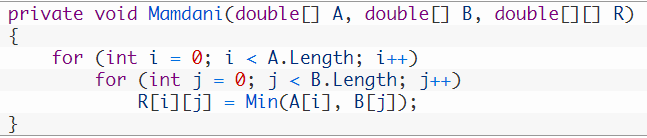 private void Mamdani(double[] A, double[] B, double[][] R)
{
    for (int i = 0; i < A.Length; i++)
        for (int j = 0; j < B.Length; j++)
            R[i][j] = Min(A[i], B[j]);
}